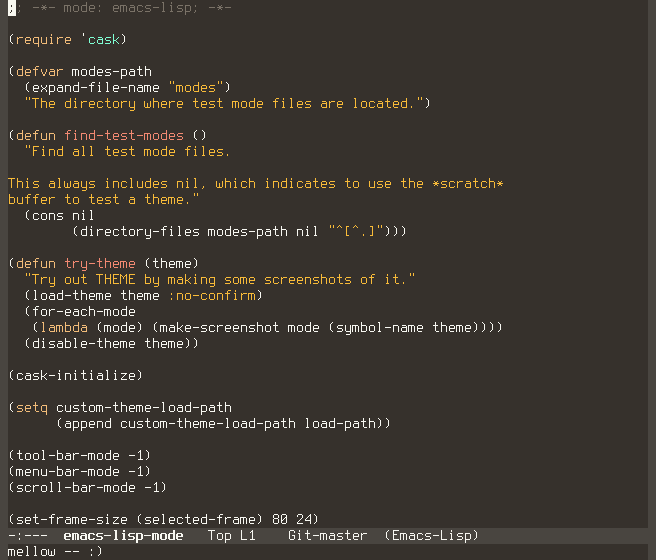 ;; -*- mode: emacs-lisp; -*-

(require 'cask)

(defvar modes-path
  (expand-file-name "modes")
  "The directory where test mode files are located.")

(defun find-test-modes ()
  "Find all test mode files.

This always includes nil, which indicates to use the *scratch*
buffer to test a theme."
  (cons nil
        (directory-files modes-path nil "^[^.]")))

(defun try-theme (theme)
  "Try out THEME by making some screenshots of it."
  (load-theme theme :no-confirm)
  (for-each-mode
   (lambda (mode) (make-screenshot mode (symbol-name theme))))
  (disable-theme theme))

(cask-initialize)

(setq custom-theme-load-path
      (append custom-theme-load-path load-path))

(tool-bar-mode -1)
(menu-bar-mode -1)
(scroll-bar-mode -1)

(set-frame-size (selected-frame) 80 24)
-:---  emacs-lisp-mode   Top L1    Git-master  (Emacs-Lisp)
mellow -- :)